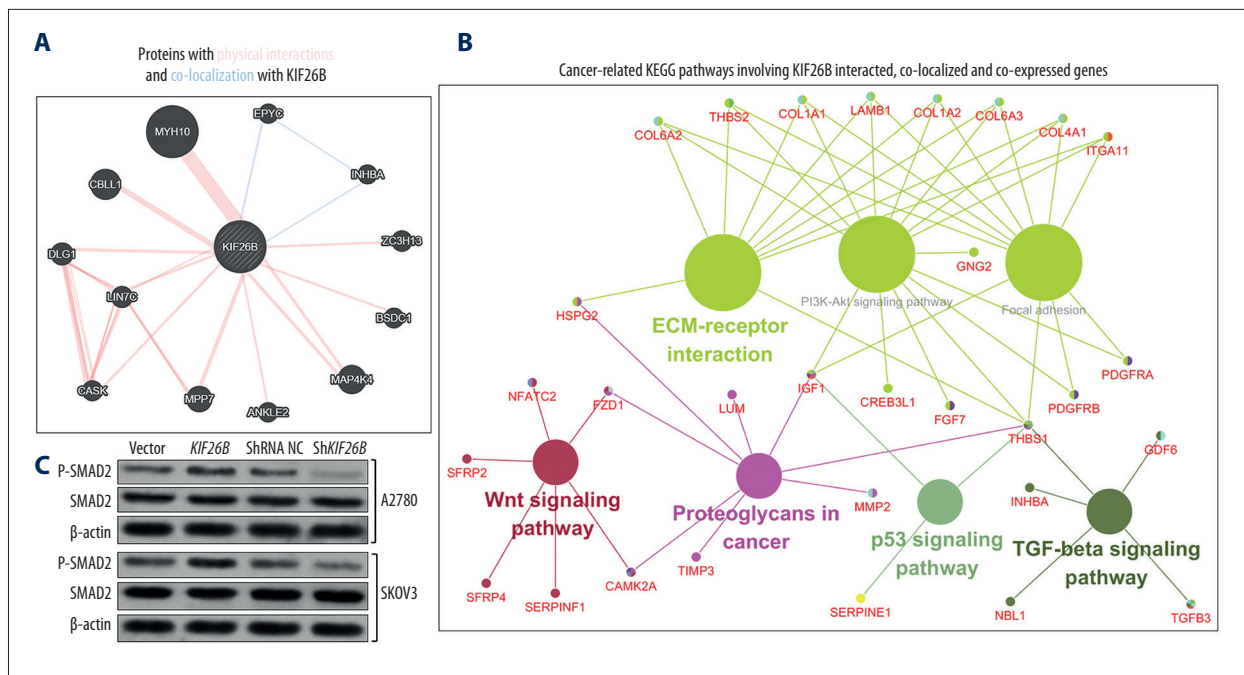 A
Proteins with physical interactions
and co-localization with KIF26B
MYH10
EPYC
CBLL1
INHBA
KIF26B
ZC3H13
DLG1
LIN7C
BSDC1
CASK
MPP7
ANKLE2
MAP4K4
B
Cancer-related KEGG pathways involving KIF26B interacted, co-localized and co-expressed genes
COL6A2
THBS2
COL1A1
LAMB1
COL1A2
COL6A3
COL4A1
ITGA11
GNG2
HSPG2
ECM-receptor
interaction
PI3K-Akt signaling pathway
Focal adhesion
NFATC2
FZD1
LUM
IGF1
CREB3L1
FGF7
PDGFRB
PDGFRA
THBS1
GDF6
SFRP2
Wnt signaling
pathway
Proteoglycans in
cancer
MMP2
p53 signaling
pathway
INHBA
TGF-beta signaling
pathway
SFRP4
SERPINF1
CAMK2A
TIMP3
SERPINE1
NBL1
TGFB3
C
Vector KIF26B ShRNA NC ShKIF26B
P-SMAD2
SMAD2
β-actin
A2780
P-SMAD2
SMAD2
β-actin
SKOV3